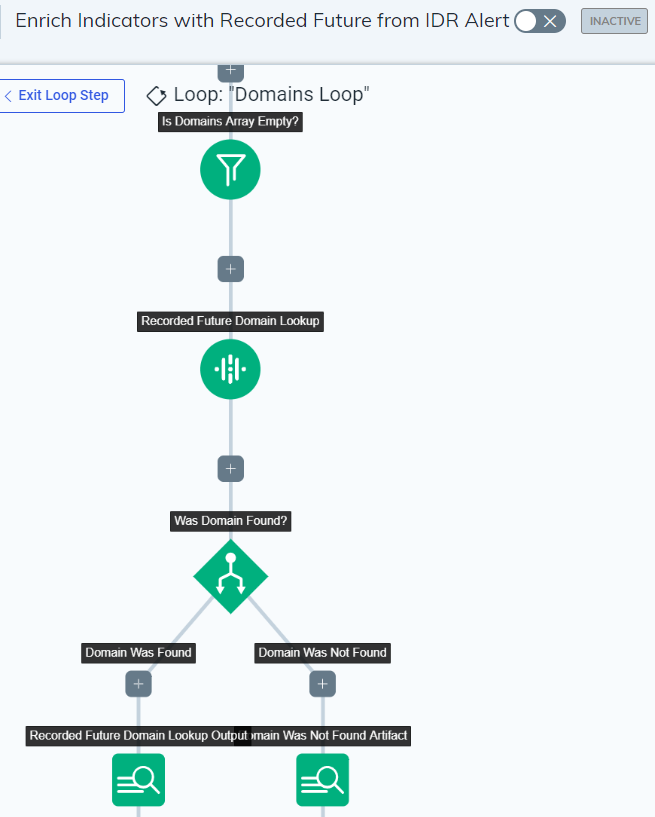 Enrich Indicators with Recorded Future from IDR Alert
INACTIVE
Exit Loop Step
Loop: "Domains Loop"
Is Domains Array Empty?
Recorded Future Domain Lookup
Was Domain Found?
Domain Was Found
Domain Was Not Found
Recorded Future Domain Lookup Output
Was Not Found Artifact